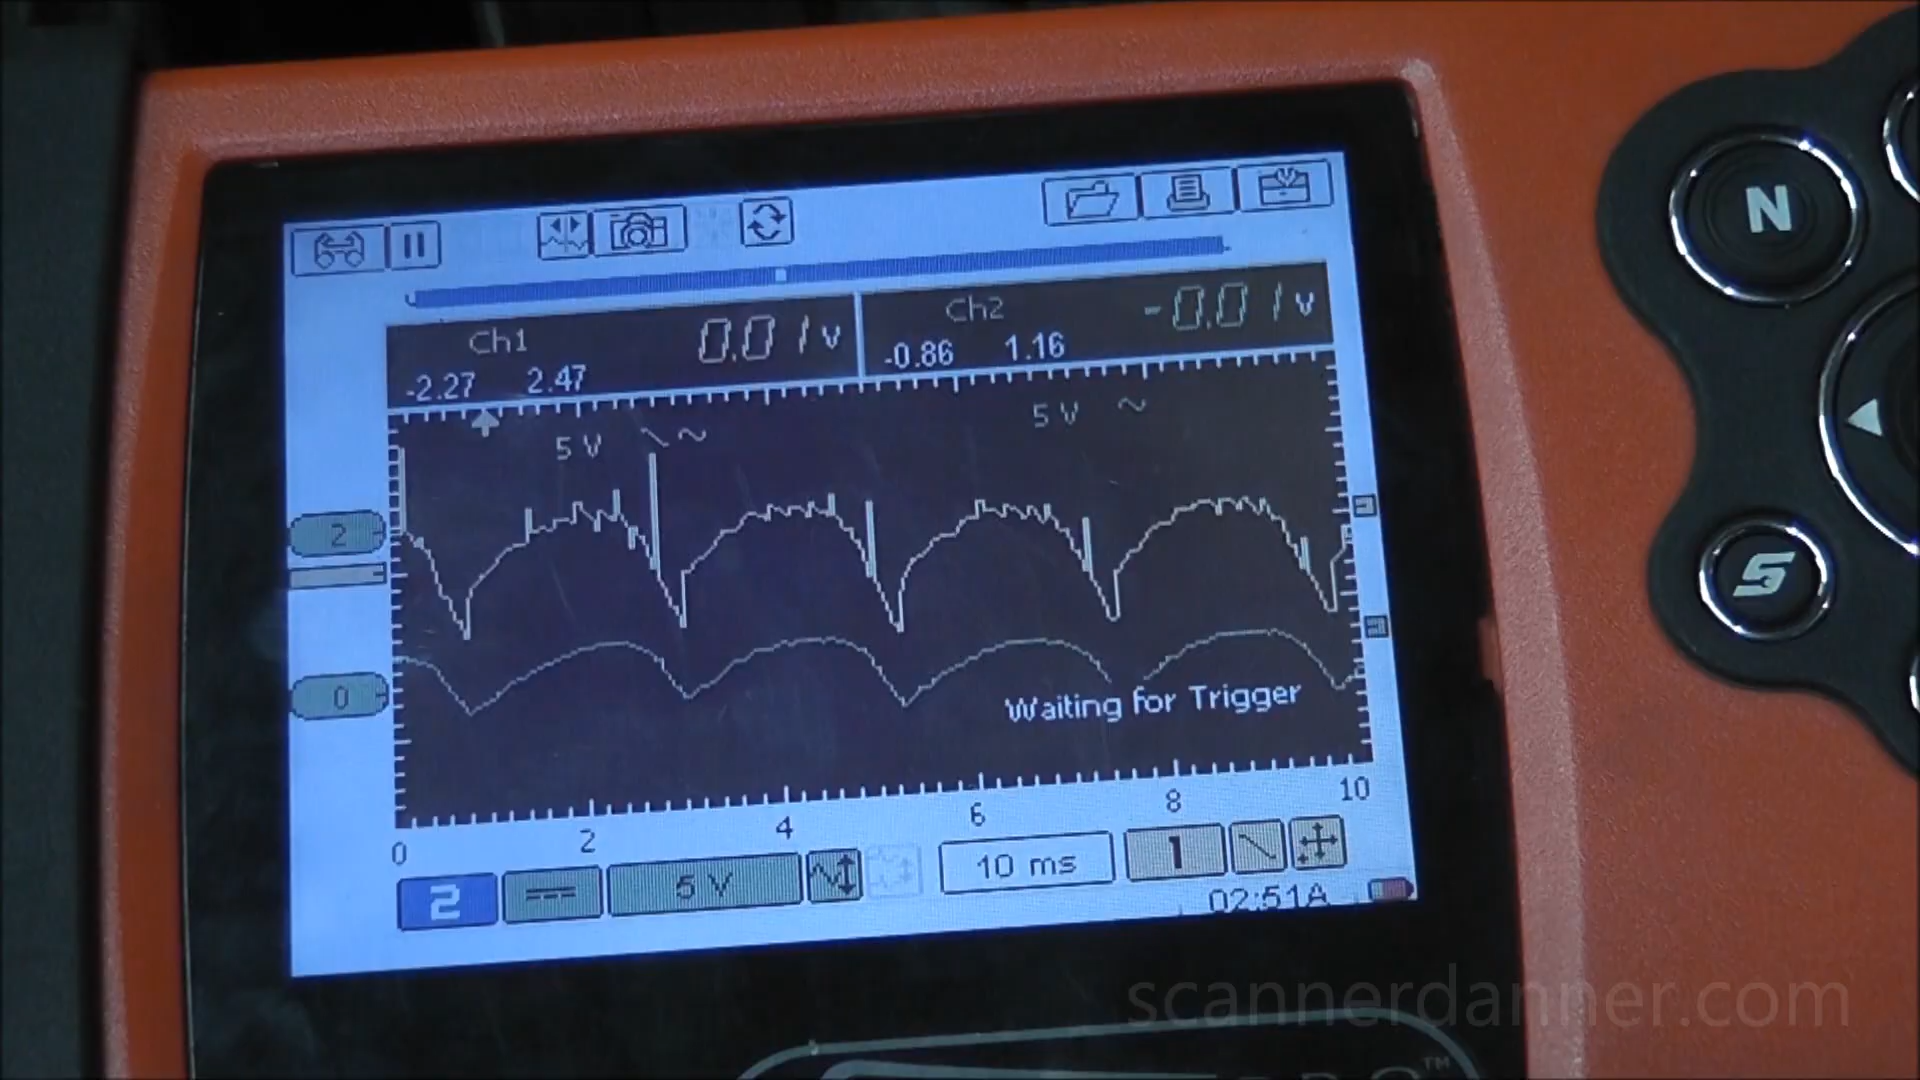 Ch1 0.01 v
-2.27 2.47
Ch2 -0.01 v
-0.86 1.16
5 V
5 V
2
0
Waiting for Trigger
0 2 4 6 8 10
2 5 V 10 ms 1
02:51A
N
S
scannerdanner.com
TM